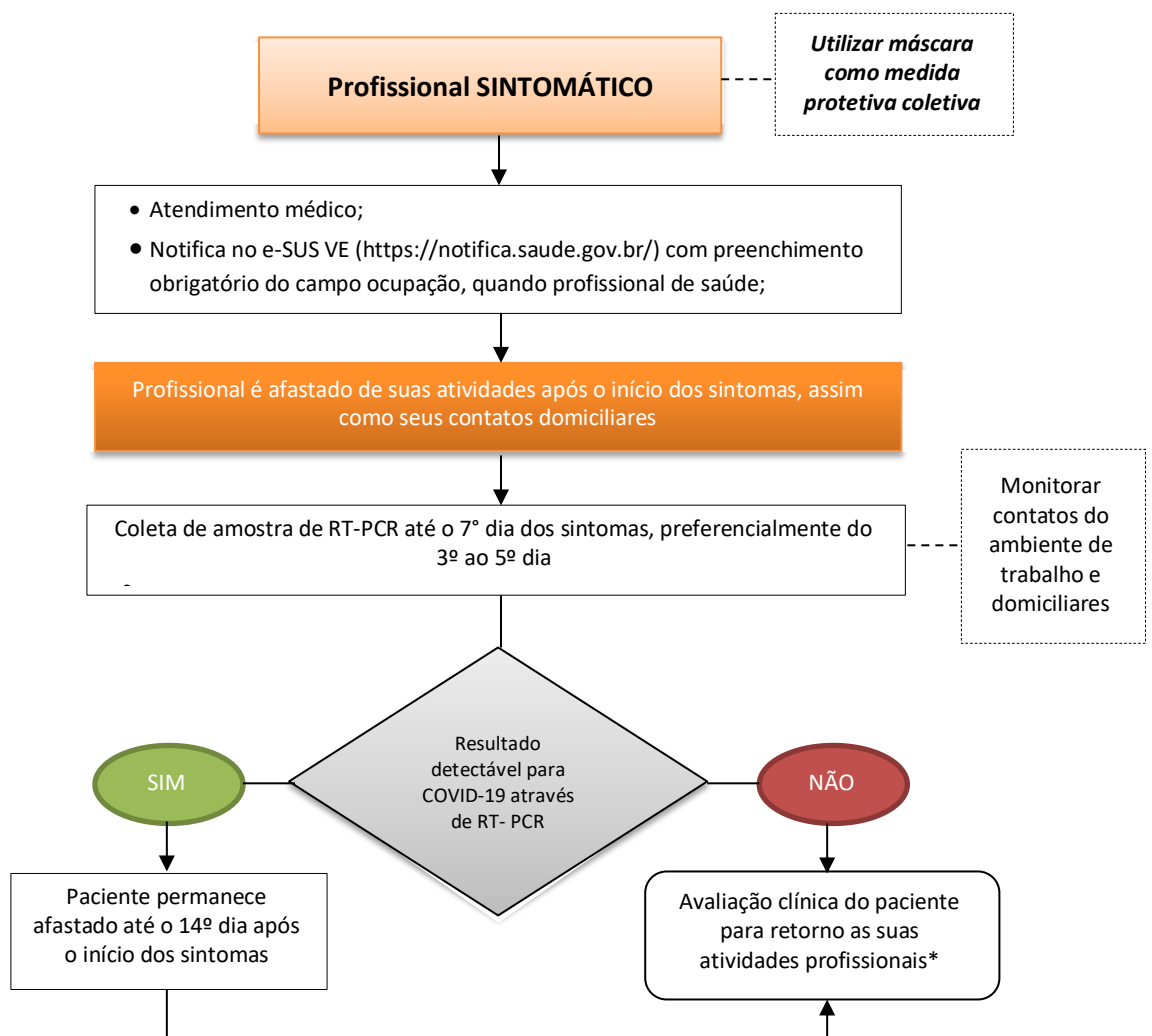 Utilizar máscara
como medida
protetiva coletiva
Profissional SINTOMÁTICO
• Atendimento médico;
• Notifica no e-SUS VE (https://notifica.saude.gov.br/) com preenchimento
obrigatório do campo ocupação, quando profissional de saúde;
Profissional é afastado de suas atividades após o início dos sintomas, assim
como seus contatos domiciliares
Coleta de amostra de RT-PCR até o 7° dia dos sintomas, preferencialmente do
3º ao 5º dia
Monitorar
contatos do
ambiente de
trabalho e
domiciliares
Resultado
detectável para
COVID-19 através
de RT- PCR
SIM
NÃO
Paciente permanece
afastado até o 14º dia após
o início dos sintomas
Avaliação clínica do paciente
para retorno as suas
atividades profissionais*